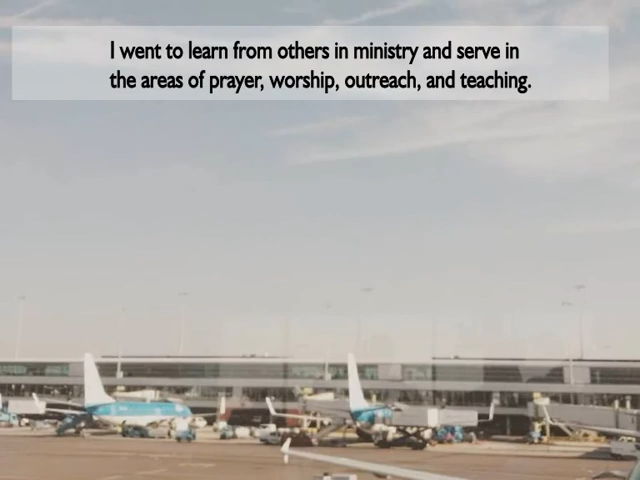 I went to learn from others in ministry and serve in
the areas of prayer, worship, outreach, and teaching.